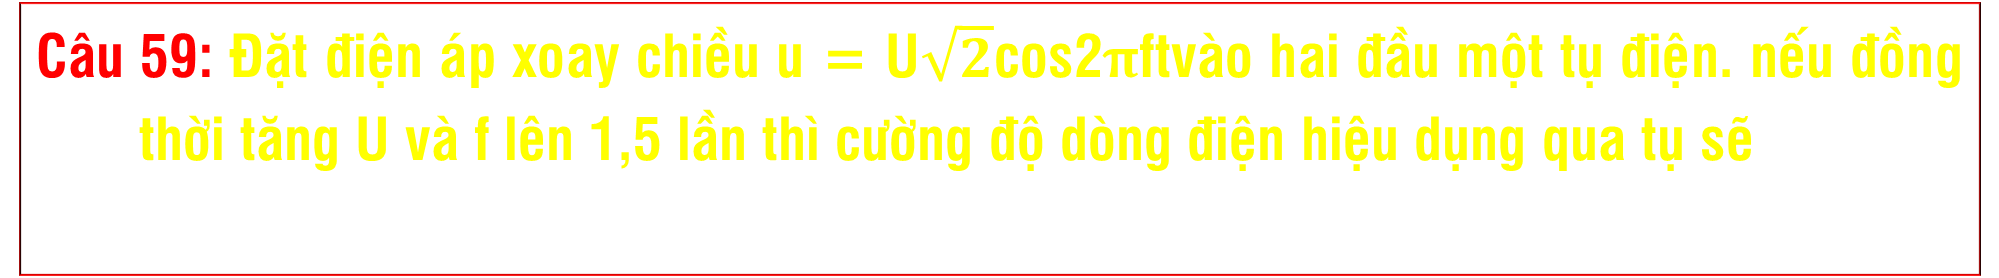 Câu 59: Đặt điện áp xoay chiều u = U√2cos2πftvào hai đầu một tụ điện. nếu đồng
thời tăng U và f lên 1,5 lần thì cường độ dòng điện hiệu dụng qua tụ sẽ